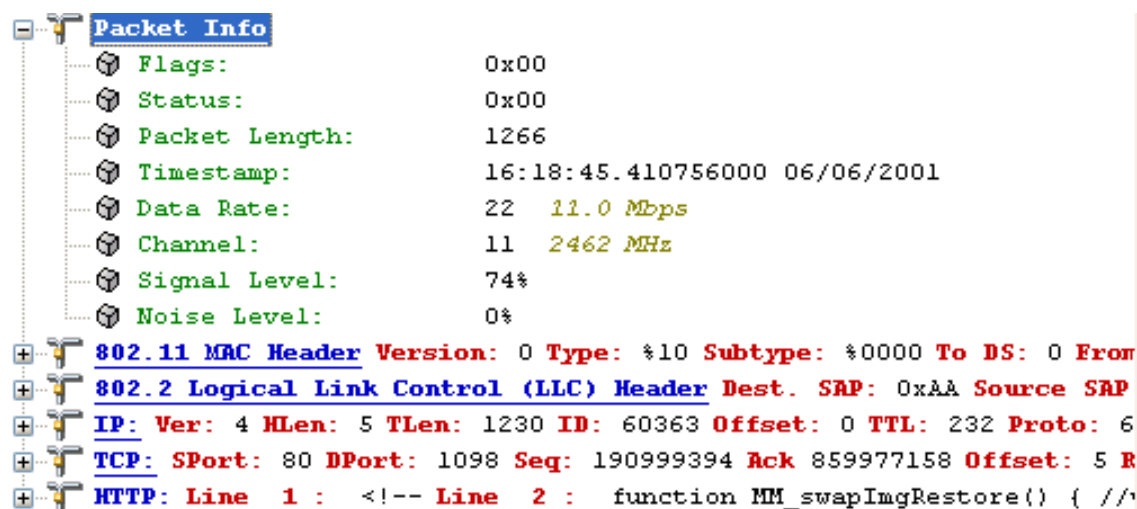 Packet Info
Flags: 0x00
Status: 0x00
Packet Length: 1266
Timestamp: 16:18:45.410756000 06/06/2001
Data Rate: 22 11.0 Mbps
Channel: 11 2462 MHz
Signal Level: 74%
Noise Level: 0%
802.11 MAC Header Version: 0 Type: %10 Subtype: %0000 To DS: 0 From
802.2 Logical Link Control (LLC) Header Dest. SAP: 0xAA Source SAP
IP: Ver: 4 HLen: 5 TLen: 1230 ID: 60363 Offset: 0 TTL: 232 Proto: 6
TCP: SPort: 80 DPort: 1098 Seq: 190999394 Ack 859977158 Offset: 5 R
HTTP: Line 1 : <!-- Line 2 : function MM_swapImgRestore() { //